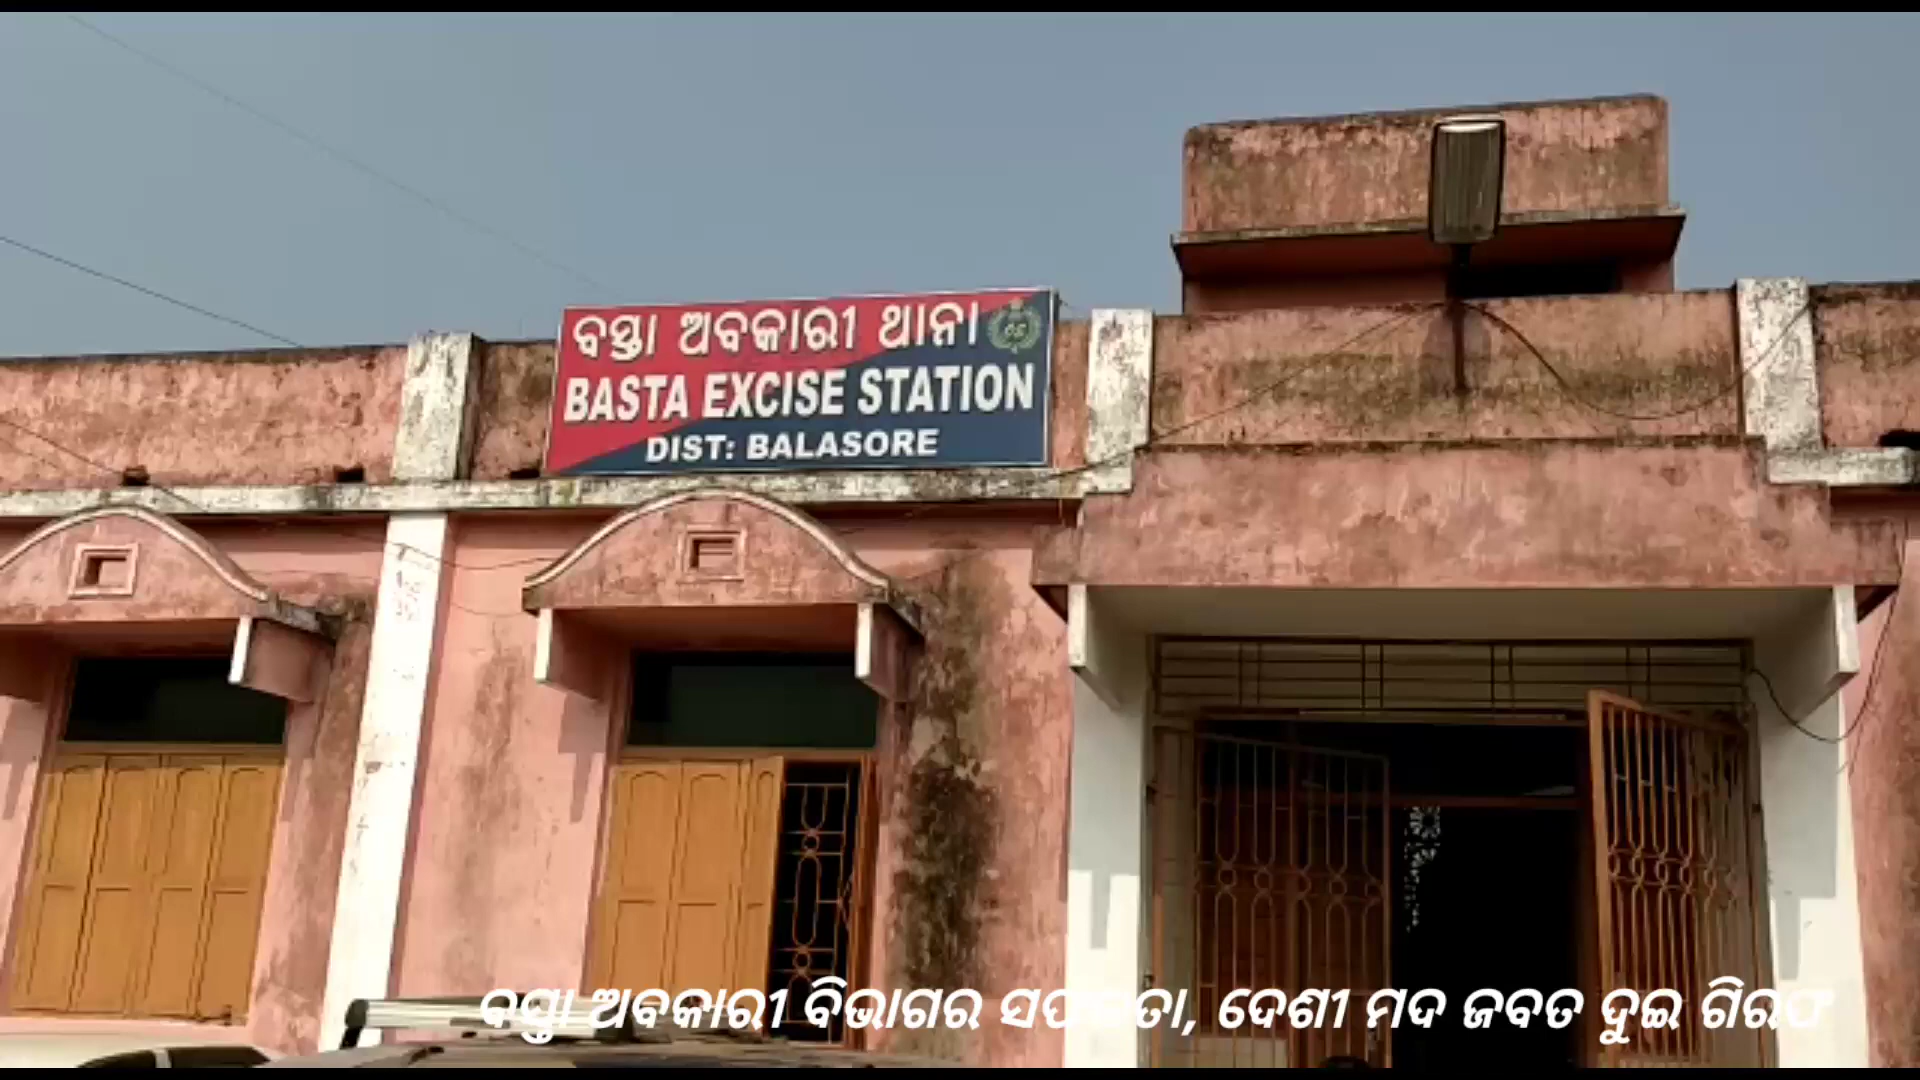 ବସ୍ତା ଅବକାରୀ ଥାନା
BASTA EXCISE STATION
DIST: BALASORE
ବସ୍ତା ଅବକାରୀ ବିଭାଗର ସଫଳତା, ଦେଶୀ ମଦ ଜବତ ଦୁଇ ଗିରଫ